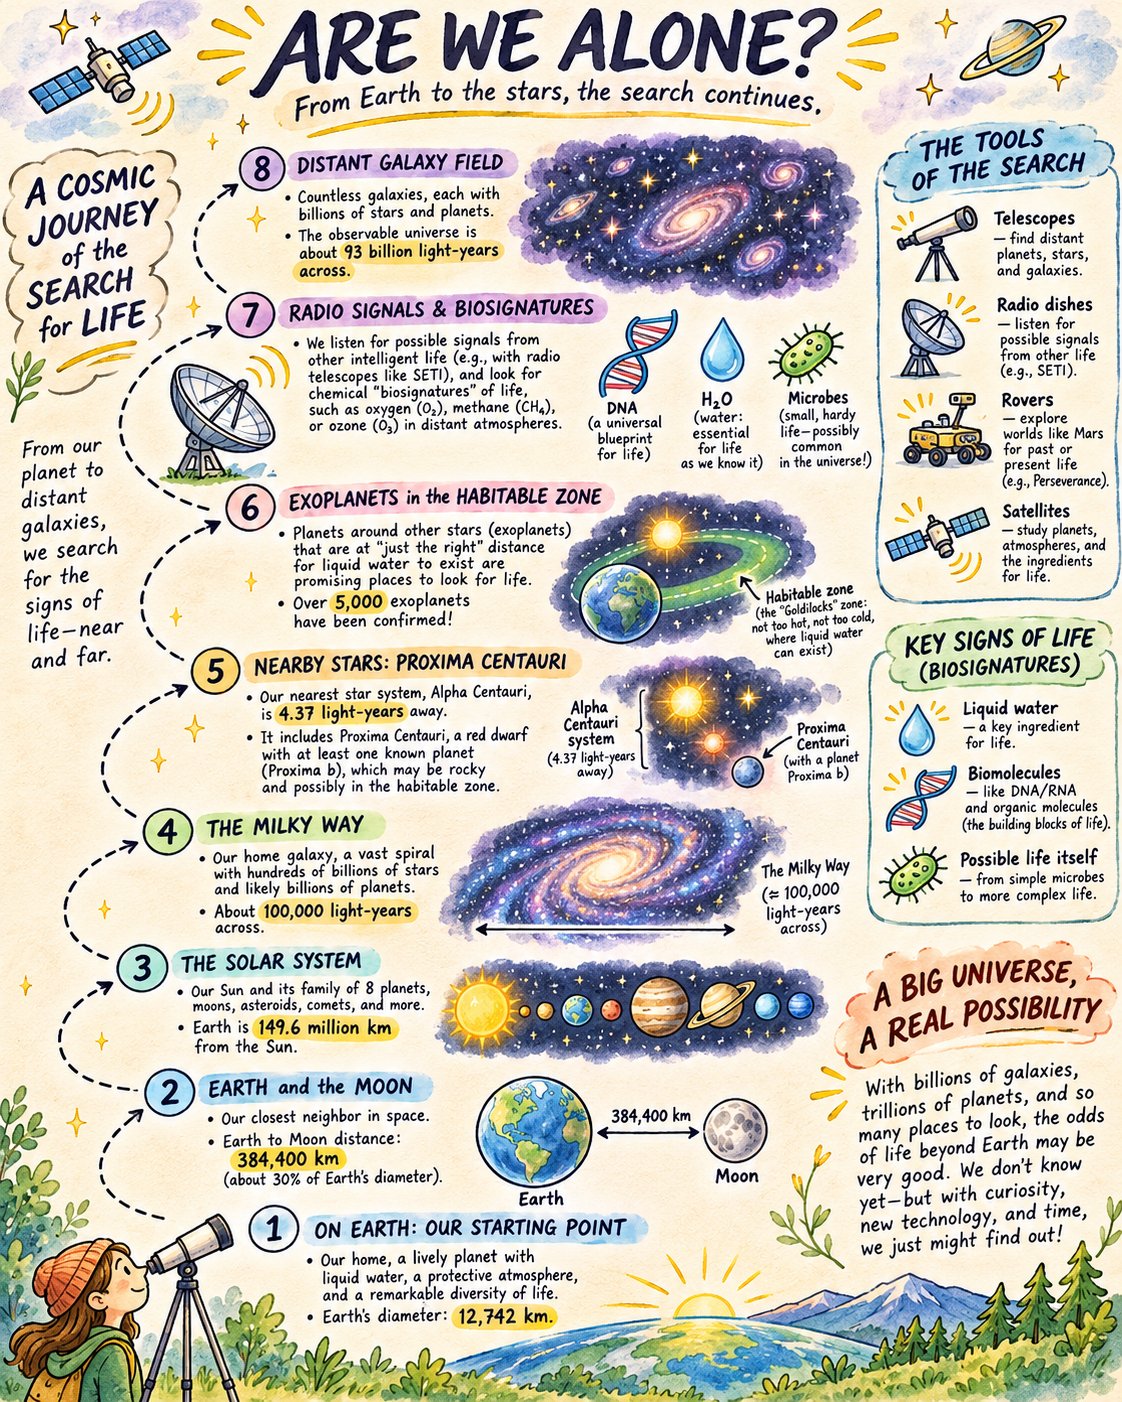 ARE WE ALONE?
From Earth to the stars, the search continues.
A COSMIC
JOURNEY
of the
SEARCH
for LIFE
From our
planet to
distant
galaxies,
we search
for the
signs of
life—near
and far.
8 DISTANT GALAXY FIELD
• Countless galaxies, each with
billions of stars and planets.
• The observable universe is
about 93 billion light-years
across.
7 RADIO SIGNALS & BIOSIGNATURES
• We listen for possible signals from
other intelligent life (e.g., with radio
telescopes like SETI), and look for
chemical "biosignatures" of life,
such as oxygen (O₂), methane (CH₄),
or ozone (O₃) in distant atmospheres.
DNA
(a universal
blueprint
for life)
H₂O
(water:
essential
for life
as we know it)
Microbes
(small, hardy
life—possibly
common
in the universe!)
6 EXOPLANETS in the HABITABLE ZONE
• Planets around other stars (exoplanets)
that are at "just the right" distance
for liquid water to exist are
promising places to look for life.
• Over 5,000 exoplanets
have been confirmed!
Habitable zone
(the "Goldilocks" zone:
not too hot, not too cold,
where liquid water
can exist)
5 NEARBY STARS: PROXIMA CENTAURI
• Our nearest star system, Alpha Centauri,
is 4.37 light-years away.
• It includes Proxima Centauri, a red dwarf
with at least one known planet
(Proxima b), which may be rocky
and possibly in the habitable zone.
Alpha
Centauri
system
(4.37 light-years
away)
Proxima
Centauri
(with a planet
Proxima b)
4 THE MILKY WAY
• Our home galaxy, a vast spiral
with hundreds of billions of stars
and likely billions of planets.
• About 100,000 light-years
across.
The Milky Way
(≈ 100,000
light-years
across)
3 THE SOLAR SYSTEM
• Our Sun and its family of 8 planets,
moons, asteroids, comets, and more.
• Earth is 149.6 million km
from the Sun.
2 EARTH and the MOON
• Our closest neighbor in space.
• Earth to Moon distance:
384,400 km
(about 30% of Earth's diameter).
384,400 km
Earth
Moon
1 ON EARTH: OUR STARTING POINT
• Our home, a lively planet with
liquid water, a protective atmosphere,
and a remarkable diversity of life.
• Earth's diameter: 12,742 km.
THE TOOLS
OF THE SEARCH
Telescopes
— find distant
planets, stars,
and galaxies.
Radio dishes
— listen for
possible signals
from other life
(e.g., SETI).
Rovers
— explore
worlds like Mars
for past or
present life
(e.g., Perseverance).
Satellites
— study planets,
atmospheres, and
the ingredients
for life.
KEY SIGNS OF LIFE
(BIOSIGNATURES)
Liquid water
— a key ingredient
for life.
Biomolecules
— like DNA/RNA
and organic molecules
(the building blocks of life).
Possible life itself
— from simple microbes
to more complex life.
A BIG UNIVERSE,
A REAL POSSIBILITY
With billions of galaxies,
trillions of planets, and so
many places to look, the odds
of life beyond Earth may be
very good. We don't know
yet—but with curiosity,
new technology, and time,
we just might find out!